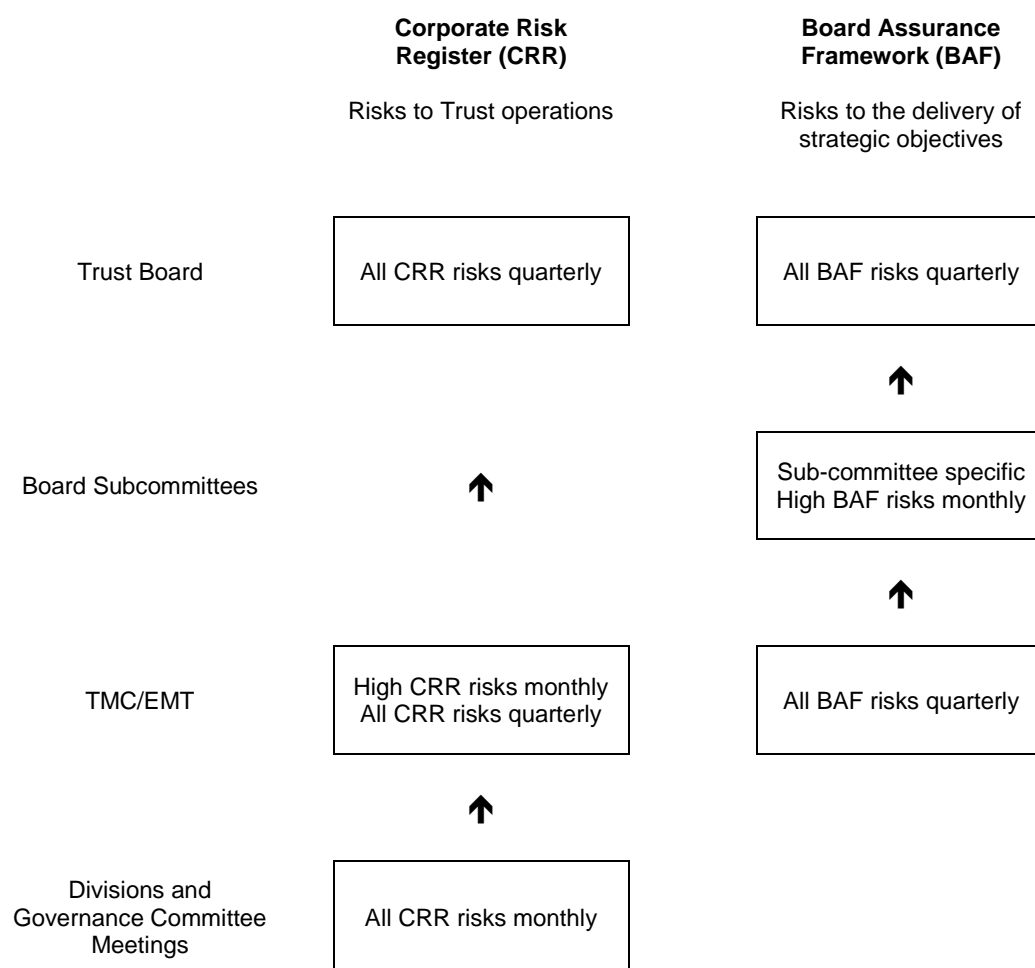 Corporate Risk
Register (CRR)
Board Assurance
Framework (BAF)
Risks to Trust operations
Risks to the delivery of
strategic objectives
Trust Board
All CRR risks quarterly
All BAF risks quarterly
Board Subcommittees
Sub-committee specific
High BAF risks monthly
TMC/EMT
High CRR risks monthly
All CRR risks quarterly
All BAF risks quarterly
Divisions and
Governance Committee
Meetings
All CRR risks monthly